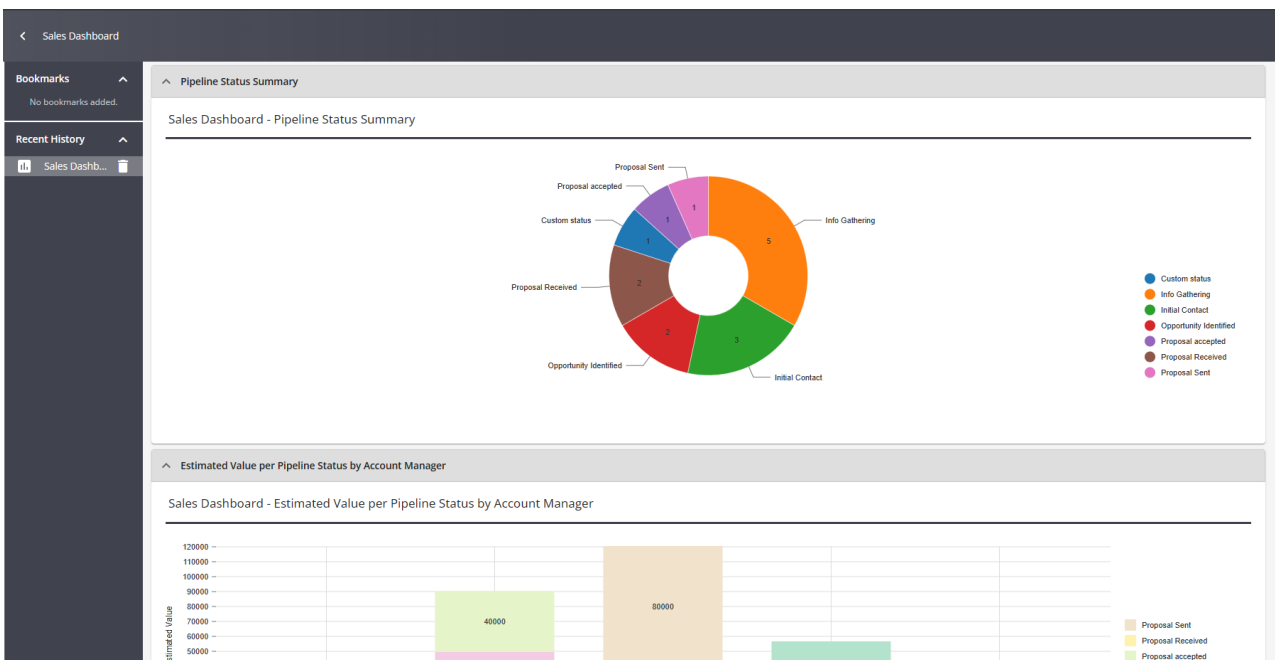 Sales Dashboard
Bookmarks
No bookmarks added.
Recent History
Sales Dashb...
Pipeline Status Summary
Sales Dashboard - Pipeline Status Summary
Proposal Sent
Proposal accepted
Custom status
Proposal Received
Opportunity Identified
Initial Contact
Info Gathering
1
1
1
2
2
3
5
Custom status
Info Gathering
Initial Contact
Opportunity Identified
Proposal accepted
Proposal Received
Proposal Sent
Estimated Value per Pipeline Status by Account Manager
Sales Dashboard - Estimated Value per Pipeline Status by Account Manager
120000
110000
100000
90000
80000
70000
60000
50000
40000
80000
Proposal Sent
Proposal Received
Proposal accepted